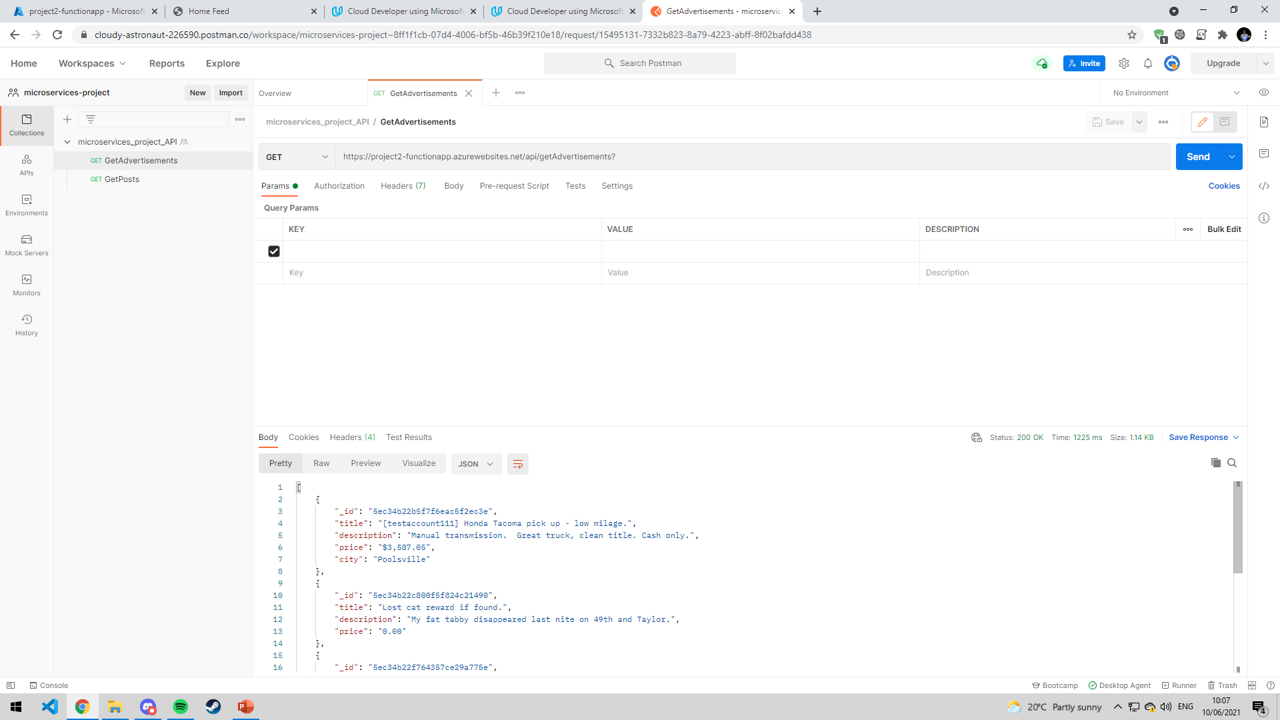 project2-functionapp - Microsoft
Home Feed
Cloud Developer using Microsoft
Cloud Developer using Microsoft
GetAdvertisements - microservic
cloudy-astronaut-226590.postman.co/workspace/microservices-project~8ff1f1cb-07d4-4006-bf5b-46b39f210e18/request/15495131-7332b823-8a79-4223-abff-8f02bafdd438
1
Home
Workspaces
Reports
Explore
Search Postman
Invite
Upgrade
microservices-project
New
Import
Overview
GET GetAdvertisements
No Environment
Collections
APIs
Environments
Mock Servers
Monitors
History
microservices_project_API
GET GetAdvertisements
GET GetPosts
microservices_project_API / GetAdvertisements
Save
GET
https://project2-functionapp.azurewebsites.net/api/getAdvertisements?
Send
Params
Authorization
Headers (7)
Body
Pre-request Script
Tests
Settings
Cookies
Query Params
KEY
VALUE
DESCRIPTION
Bulk Edit
Key
Value
Description
Body
Cookies
Headers (4)
Test Results
Status: 200 OK
Time: 1225 ms
Size: 1.14 KB
Save Response
Pretty
Raw
Preview
Visualize
JSON
1 [
2 {
3 "_id": "5ec34b22b5f7f6eac5f2ec3e",
4 "title": "[testaccount111] Honda Tacoma pick up - low milage.",
5 "description": "Manual transmission.  Great truck, clean title. Cash only.",
6 "price": "$3,587.05",
7 "city": "Poolsville"
8 },
9 {
10 "_id": "5ec34b22c800f5f824c21490",
11 "title": "Lost cat reward if found.",
12 "description": "My fat tabby disappeared last nite on 49th and Taylor.",
13 "price": "0.00"
14 },
15 {
16 "_id": "5ec34b22f764357ce29a775e",
Console
Bootcamp
Desktop Agent
Runner
Trash
20°C Partly sunny
ENG
10:07
10/06/2021
4